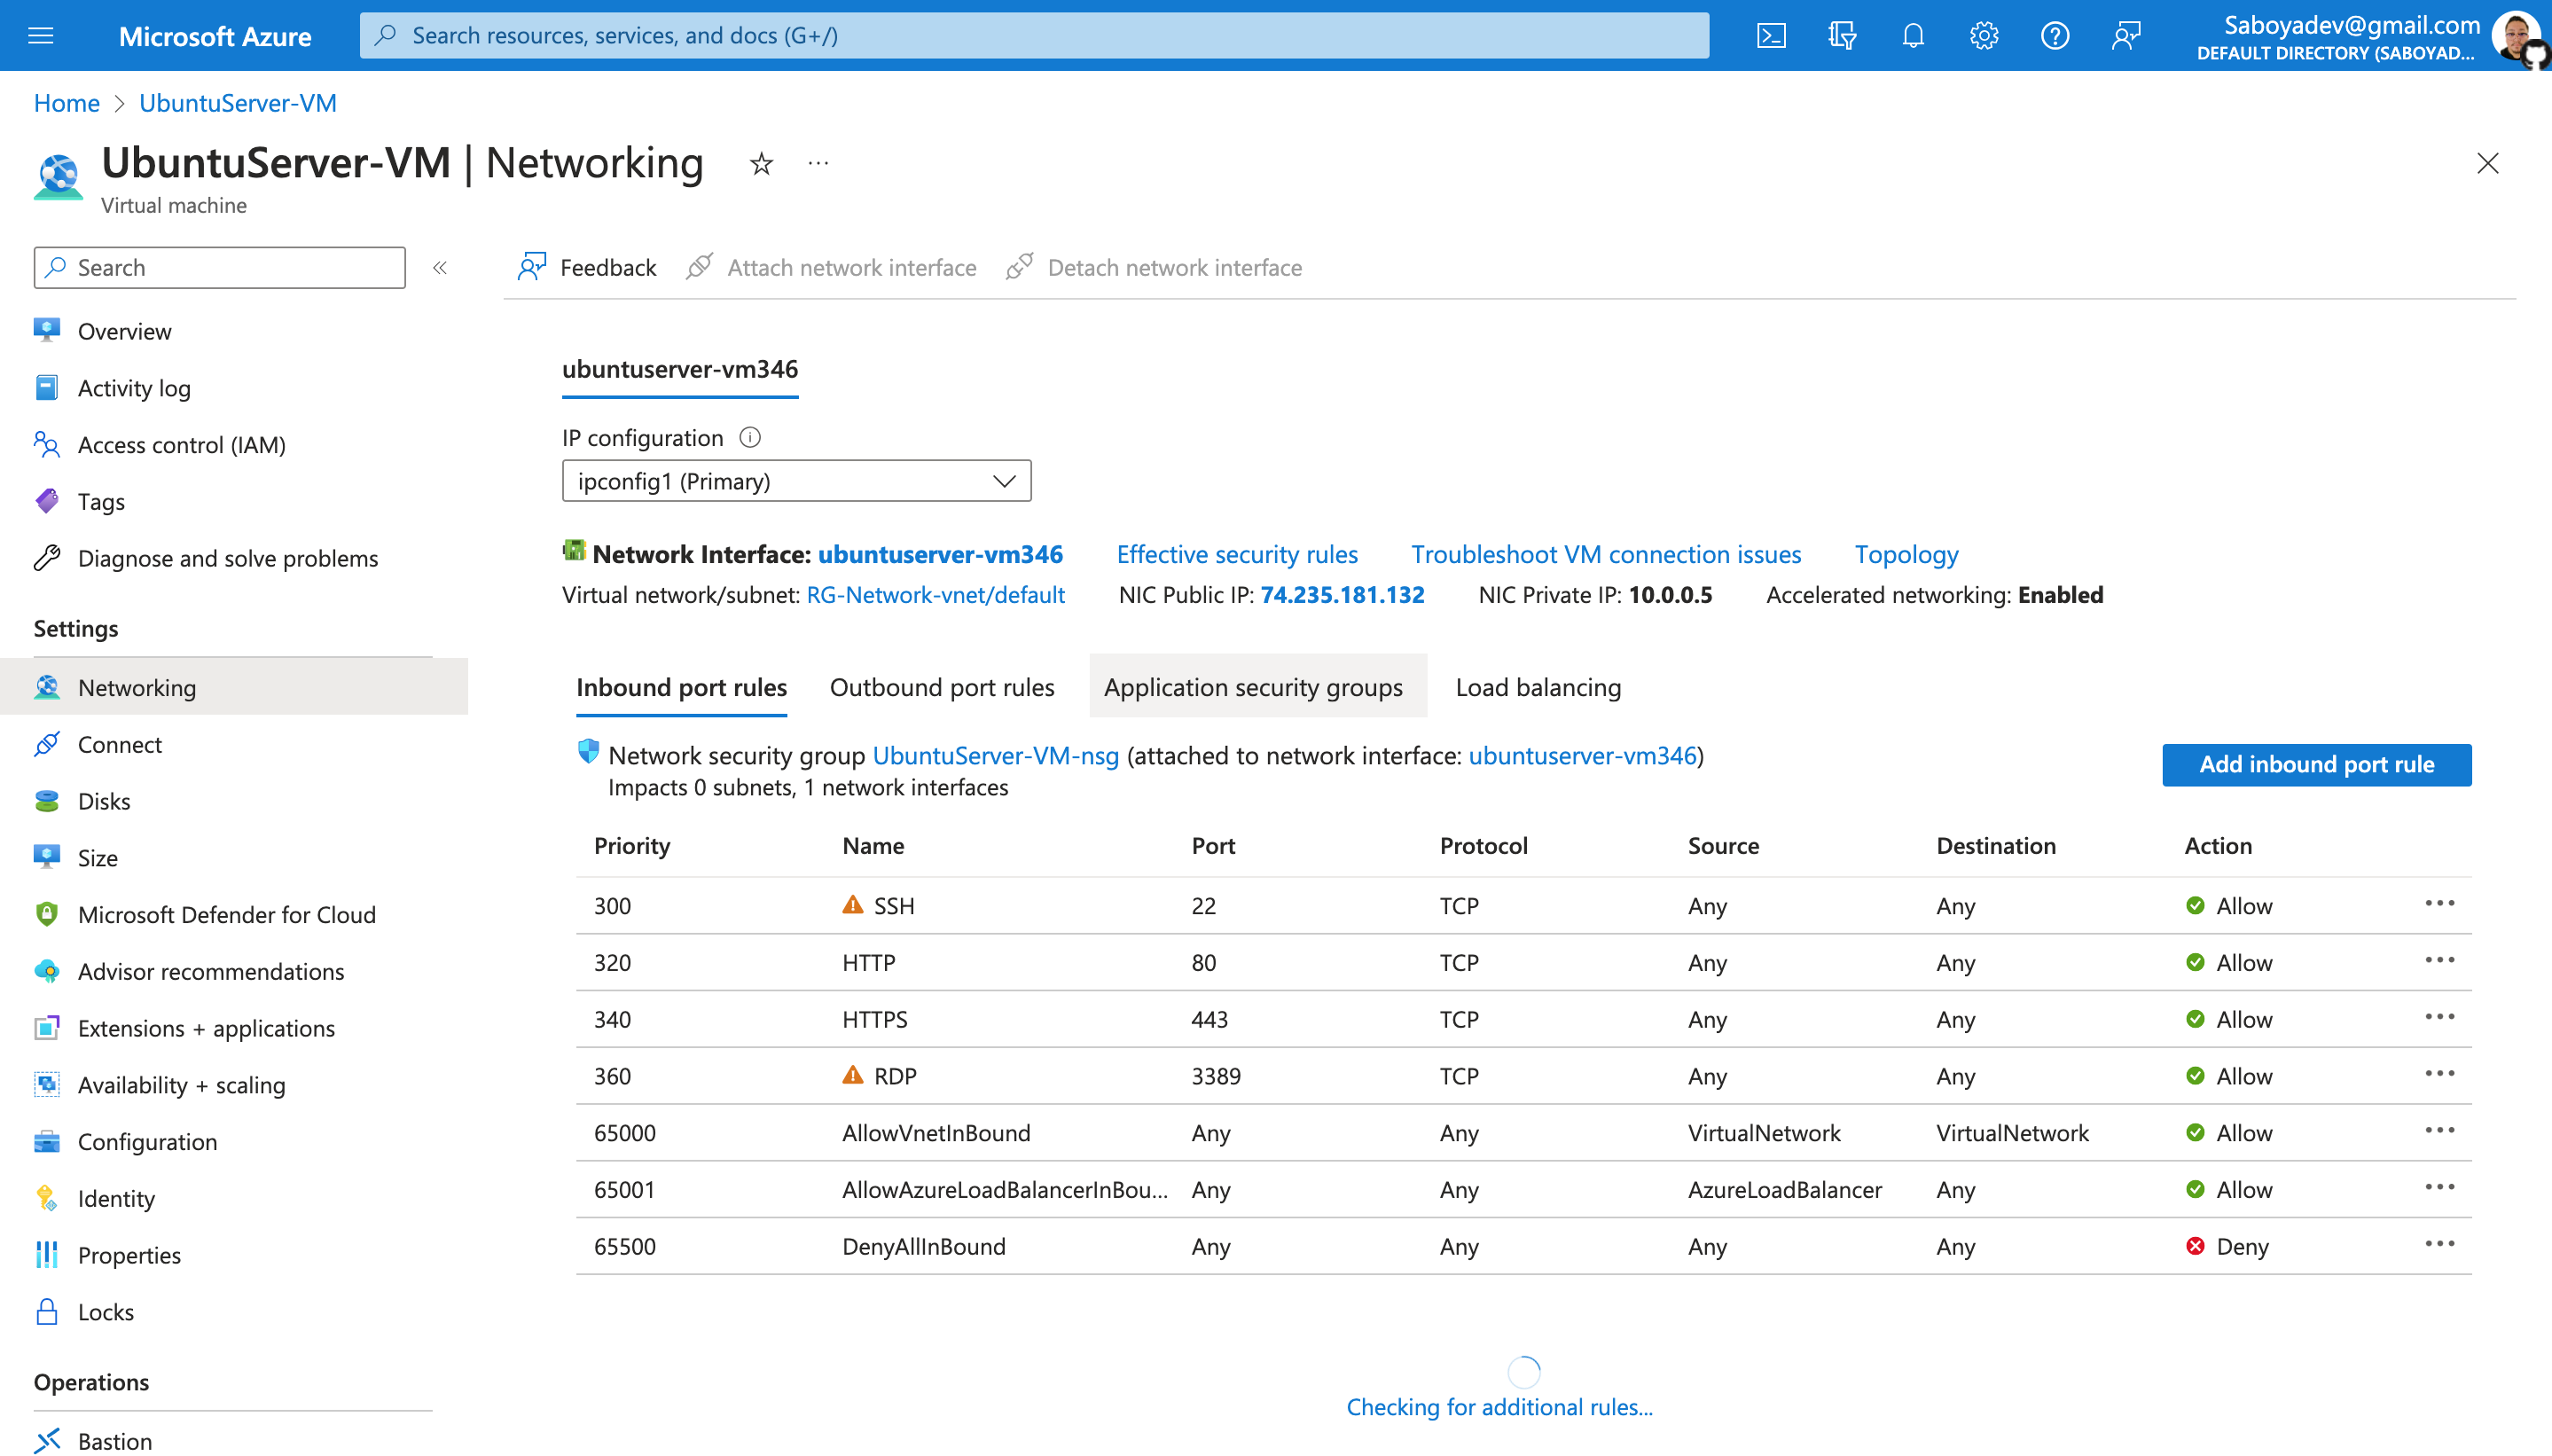 Microsoft Azure
Search resources, services, and docs (G+/)
Saboyadev@gmail.com
DEFAULT DIRECTORY (SABOYAD...
Home > UbuntuServer-VM
UbuntuServer-VM | Networking
Virtual machine
Search
Overview
Activity log
Access control (IAM)
Tags
Diagnose and solve problems
Settings
Networking
Connect
Disks
Size
Microsoft Defender for Cloud
Advisor recommendations
Extensions + applications
Availability + scaling
Configuration
Identity
Properties
Locks
Operations
Bastion
Feedback Attach network interface Detach network interface
ubuntuserver-vm346
IP configuration
ipconfig1 (Primary)
Network Interface: ubuntuserver-vm346 Effective security rules Troubleshoot VM connection issues Topology
Virtual network/subnet: RG-Network-vnet/default NIC Public IP: 74.235.181.132 NIC Private IP: 10.0.0.5 Accelerated networking: Enabled
Inbound port rules Outbound port rules Application security groups Load balancing
Network security group UbuntuServer-VM-nsg (attached to network interface: ubuntuserver-vm346)
Impacts 0 subnets, 1 network interfaces
Add inbound port rule
Priority Name Port Protocol Source Destination Action
300 SSH 22 TCP Any Any Allow
320 HTTP 80 TCP Any Any Allow
340 HTTPS 443 TCP Any Any Allow
360 RDP 3389 TCP Any Any Allow
65000 AllowVnetInBound Any Any VirtualNetwork VirtualNetwork Allow
65001 AllowAzureLoadBalancerInBou... Any Any AzureLoadBalancer Any Allow
65500 DenyAllInBound Any Any Any Any Deny
Checking for additional rules...